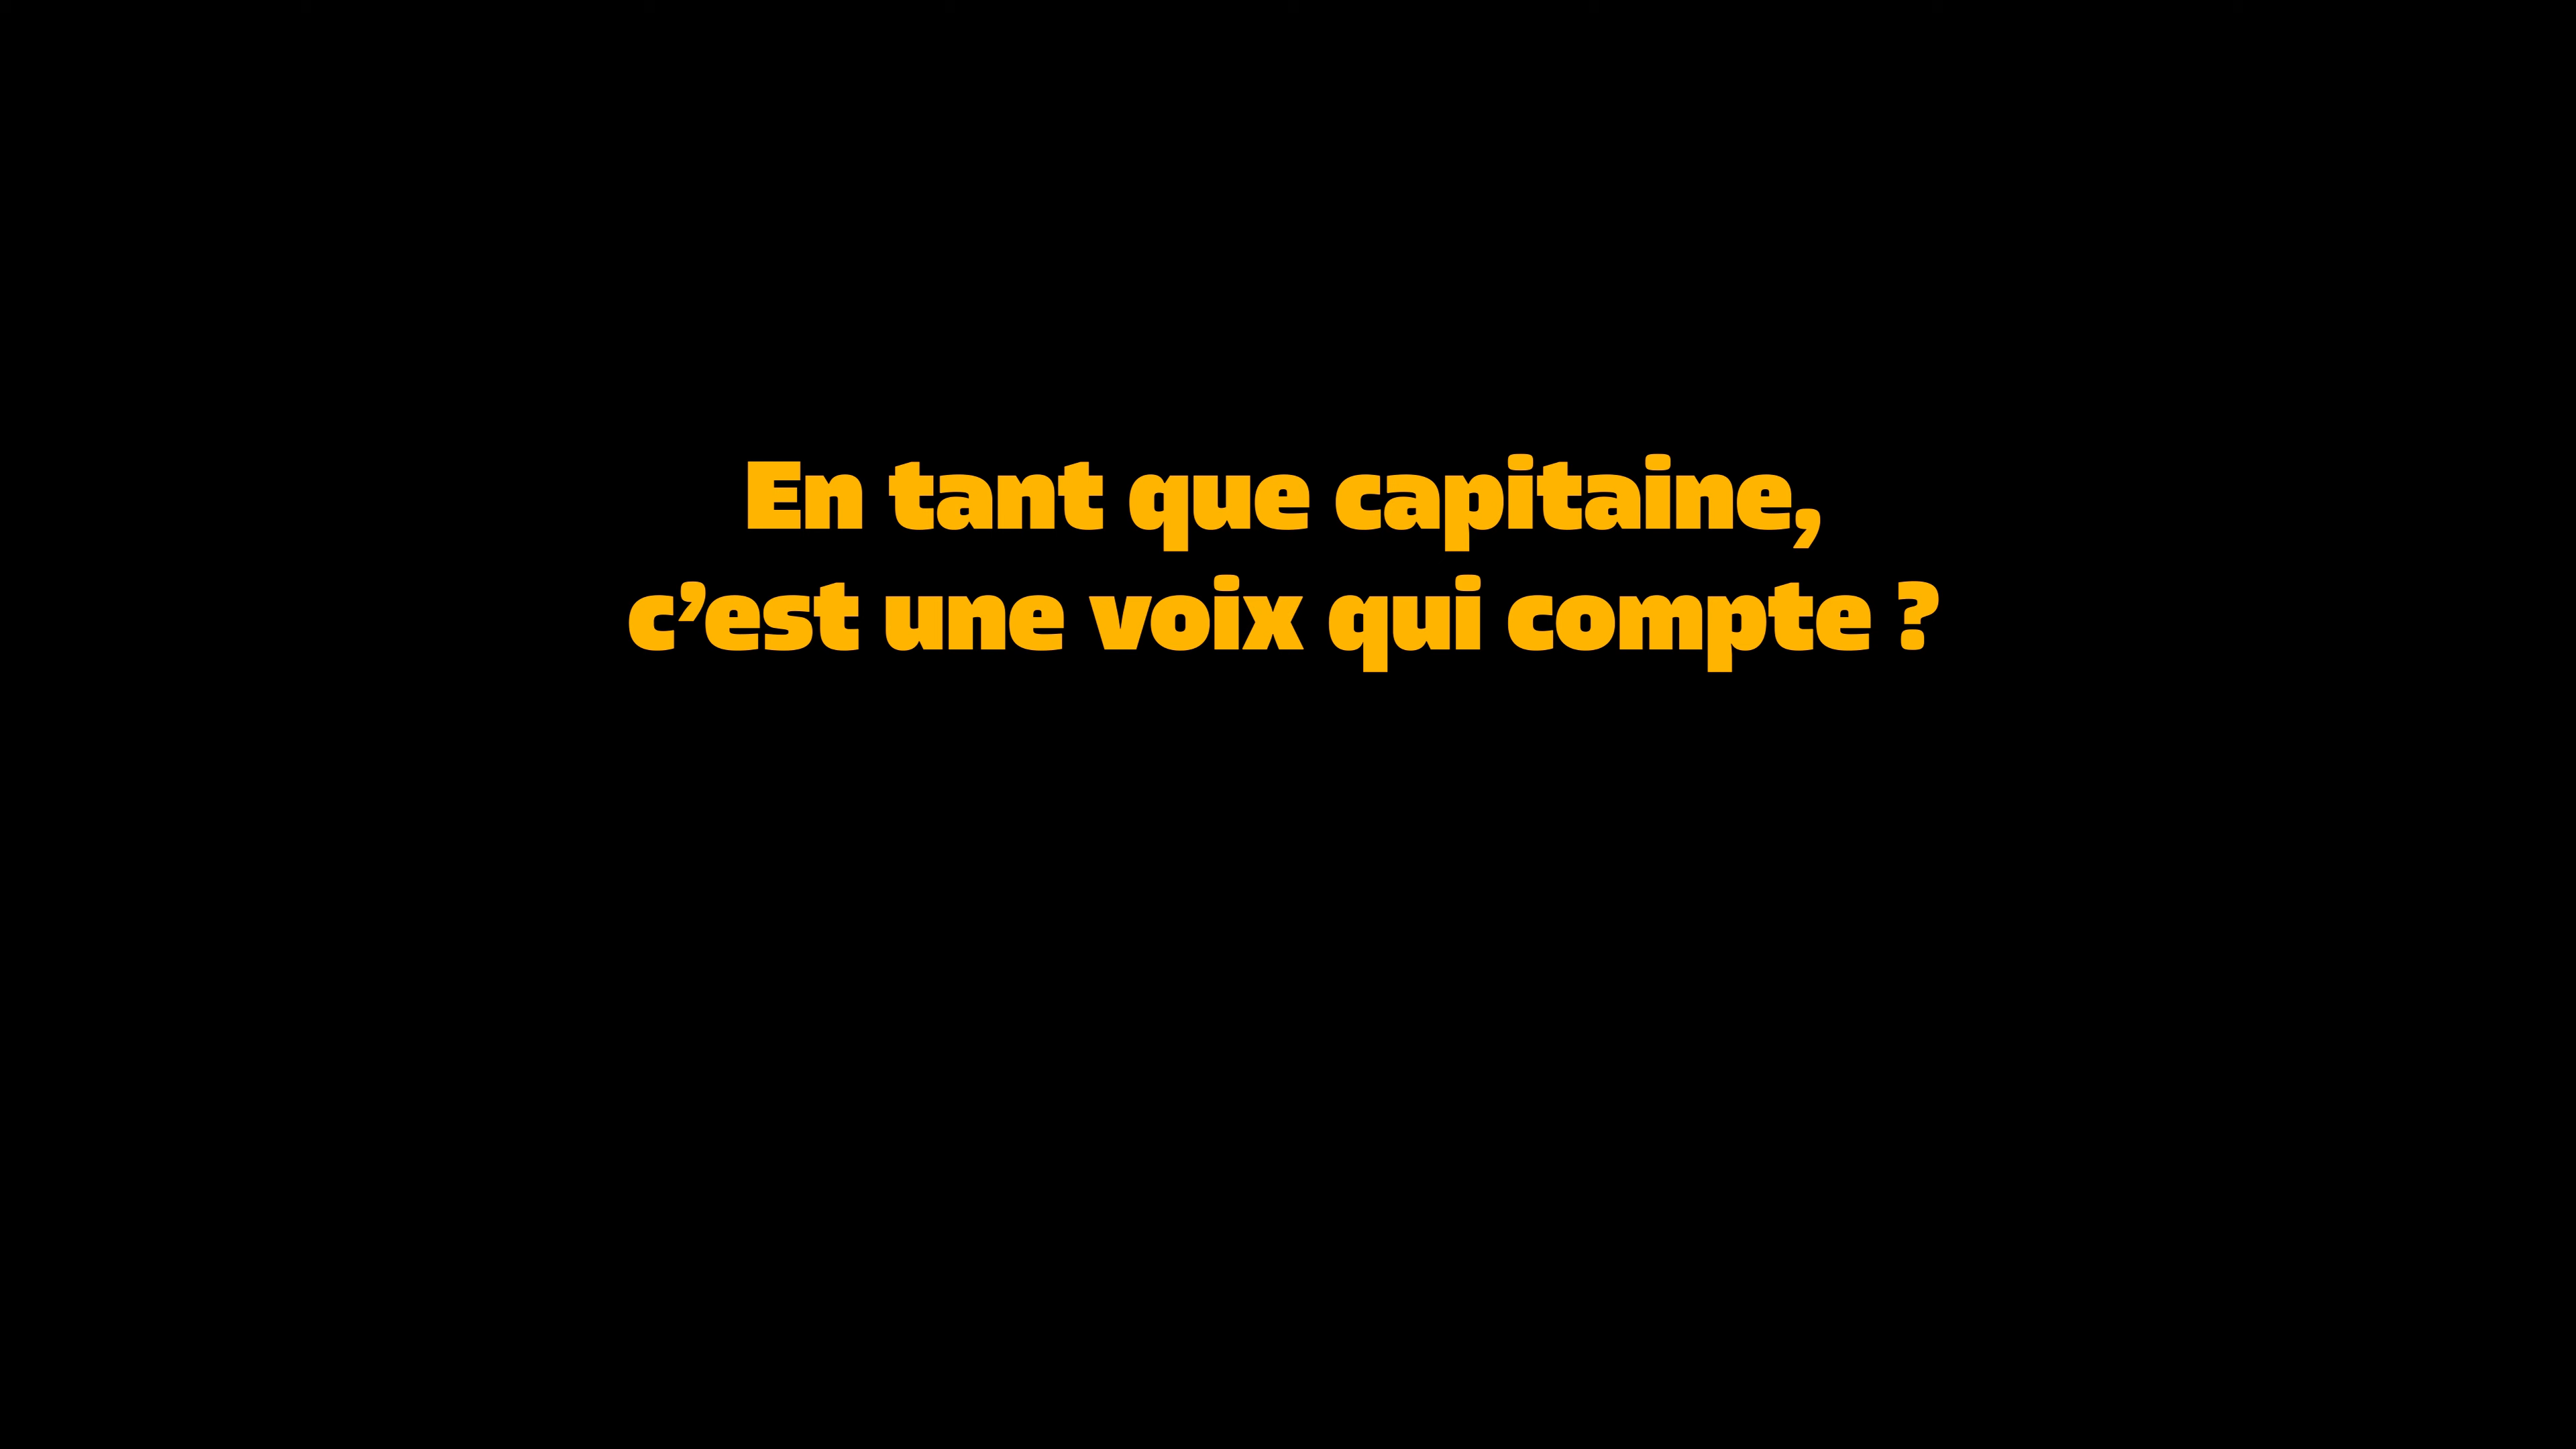 En tant que capitaine,
c’est une voix qui compte ?